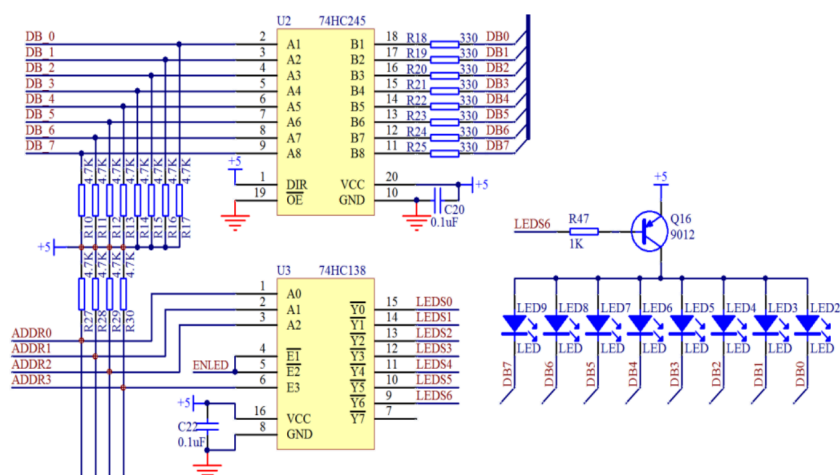 U2 74HC245
DB_0 2 A1 B1 18 R18 330 DB0
DB_1 3 A2 B2 17 R19 330 DB1
DB_2 4 A3 B3 16 R20 330 DB2
DB_3 5 A4 B4 15 R21 330 DB3
DB_4 6 A5 B5 14 R22 330 DB4
DB_5 7 A6 B6 13 R23 330 DB5
DB_6 8 A7 B7 12 R24 330 DB6
DB_7 9 A8 B8 11 R25 330 DB7
+5 1 DIR VCC 20 +5
19 OE GND 10 C20
0.1uF
4.7K 4.7K 4.7K 4.7K 4.7K 4.7K 4.7K 4.7K
R10 R11 R12 R13 R14 R15 R16 R17
+5
4.7K 4.7K 4.7K 4.7K
R27 R28 R29 R30
U3 74HC138
1 A0 Y0 15 LEDS0
2 A1 Y1 14 LEDS1
3 A2 Y2 13 LEDS2
ADDR0
ADDR1 4 E1 Y3 12 LEDS3
ADDR2 ENLED 5 E2 Y4 11 LEDS4
ADDR3 6 E3 Y5 10 LEDS5
Y6 9 LEDS6
+5 16 VCC Y7 7
C22 8 GND
0.1uF
+5
LEDS6 R47 Q16
1K 9012
LED9 LED8 LED7 LED6 LED5 LED4 LED3 LED2
LED LED LED LED LED LED LED LED
DB7 DB6 DB5 DB4 DB3 DB2 DB1 DB0